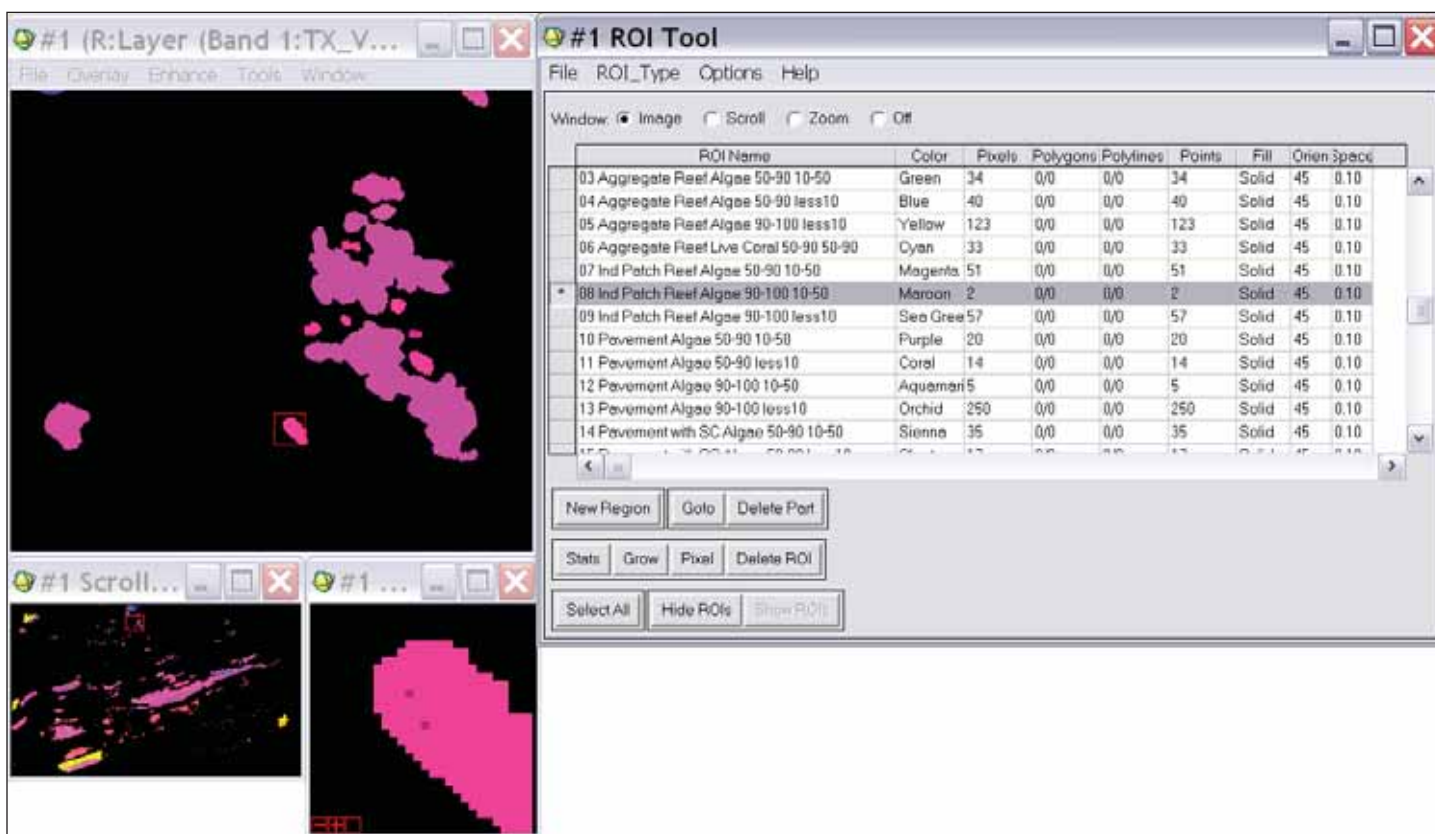 #1 (R:Layer (Band 1:TX_V...
File Overlay Enhance Tools Window
#1 Scroll...
#1 ...
#1 ROI Tool
File ROI_Type Options Help
Window: Image Scroll Zoom Off
ROI Name Color Pixels Polygons Polylines Points Fill Orien Space
03 Aggregate Reef Algae 50-90 10-50 Green 34 0/0 0/0 34 Solid 45 0.10
04 Aggregate Reef Algae 50-90 less10 Blue 40 0/0 0/0 40 Solid 45 0.10
05 Aggregate Reef Algae 90-100 less10 Yellow 123 0/0 0/0 123 Solid 45 0.10
06 Aggregate Reef Live Coral 50-90 50-90 Cyan 33 0/0 0/0 33 Solid 45 0.10
07 Ind Patch Reef Algae 50-90 10-50 Magenta 51 0/0 0/0 51 Solid 45 0.10
* 08 Ind Patch Reef Algae 90-100 10-50 Maroon 2 0/0 0/0 2 Solid 45 0.10
09 Ind Patch Reef Algae 90-100 less10 Sea Gree 57 0/0 0/0 57 Solid 45 0.10
10 Pavement Algae 50-90 10-50 Purple 20 0/0 0/0 20 Solid 45 0.10
11 Pavement Algae 50-90 less10 Coral 14 0/0 0/0 14 Solid 45 0.10
12 Pavement Algae 90-100 10-50 Aquamari 5 0/0 0/0 5 Solid 45 0.10
13 Pavement Algae 90-100 less10 Orchid 250 0/0 0/0 250 Solid 45 0.10
14 Pavement with SC Algae 50-90 10-50 Sienna 35 0/0 0/0 35 Solid 45 0.10
New Region Goto Delete Part
Stats Grow Pixel Delete ROI
Select All Hide ROIs Show ROIs